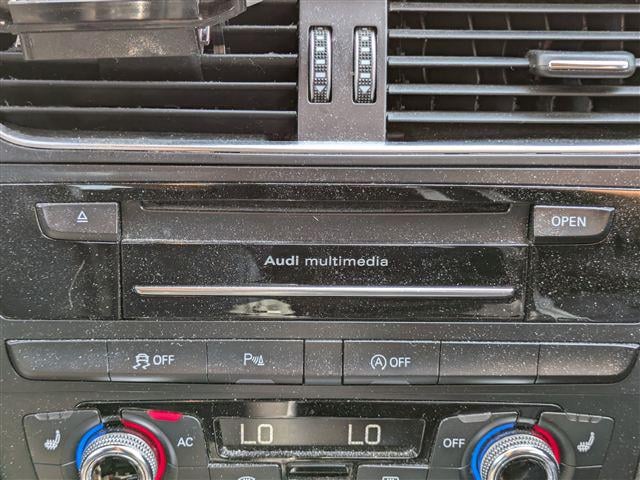 OPEN
Audi multimedia
OFF P A OFF
AC LO LO OFF